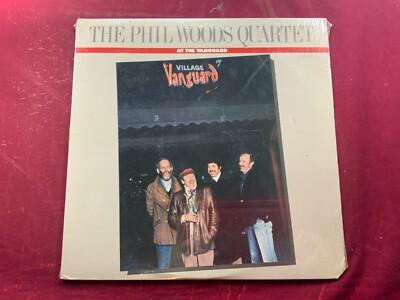 THE PHIL WOODS QUARTET
AT THE VANGUARD
VILLAGE
Vanguard